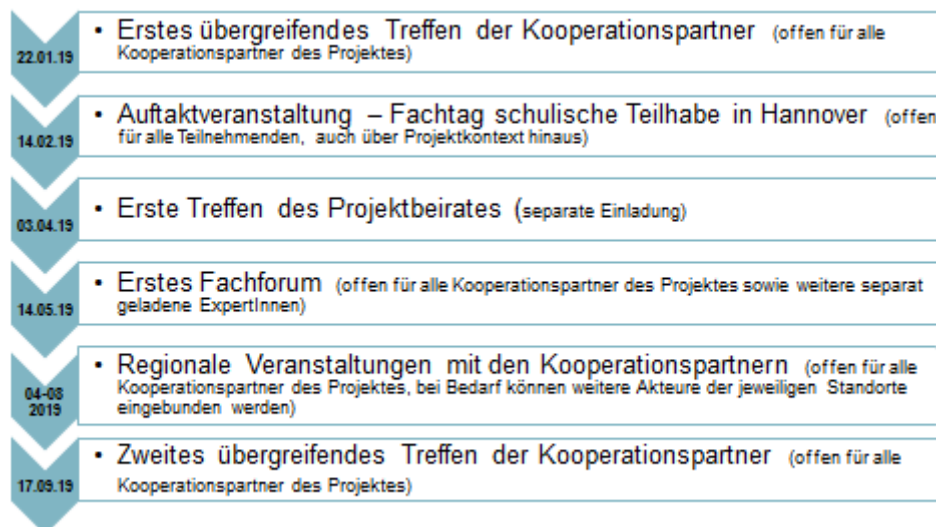 22.01.19
• Erstes übergreifendes Treffen der Kooperationspartner (offen für alle
Kooperationspartner des Projektes)
14.02.19
• Auftaktveranstaltung – Fachtag schulische Teilhabe in Hannover (offen
für alle Teilnehmenden, auch über Projektkontext hinaus)
03.04.19
• Erste Treffen des Projektbeirates (separate Einladung)
14.05.19
• Erstes Fachforum (offen für alle Kooperationspartner des Projektes sowie weitere separat
geladene ExpertInnen)
04-08
2019
• Regionale Veranstaltungen mit den Kooperationspartnern (offen für alle
Kooperationspartner des Projektes, bei Bedarf können weitere Akteure der jeweiligen Standorte
eingebunden werden)
17.09.19
• Zweites übergreifendes Treffen der Kooperationspartner (offen für alle
Kooperationspartner des Projektes)